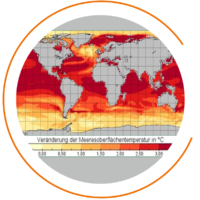 Veränderung der Meeresoberflächentemperatur in °C
0,00 0,50 1,00 1,50 2,00 2,50 3,00